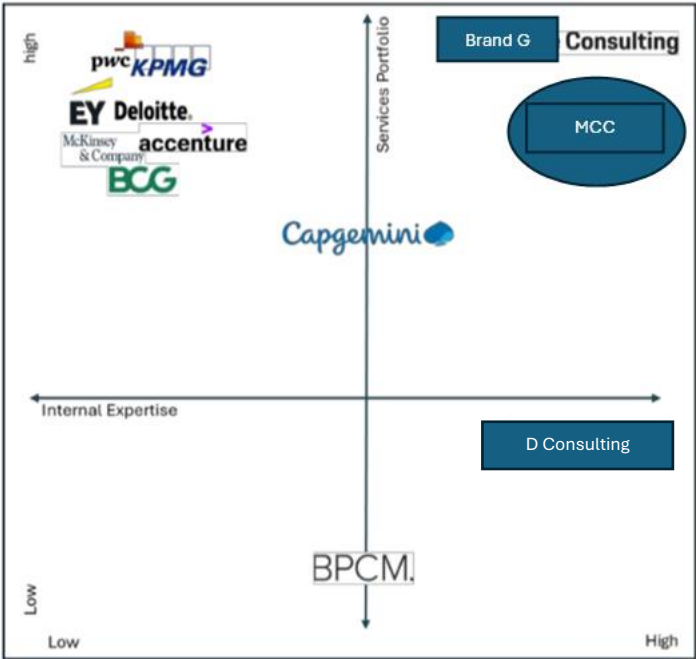 high
Services Portfolio
pwc
KPMG
Brand G
Consulting
EY
Deloitte.
McKinsey
& Company
accenture
BCG
MCC
Capgemini
Internal Expertise
D Consulting
BPCM.
Low
Low
High